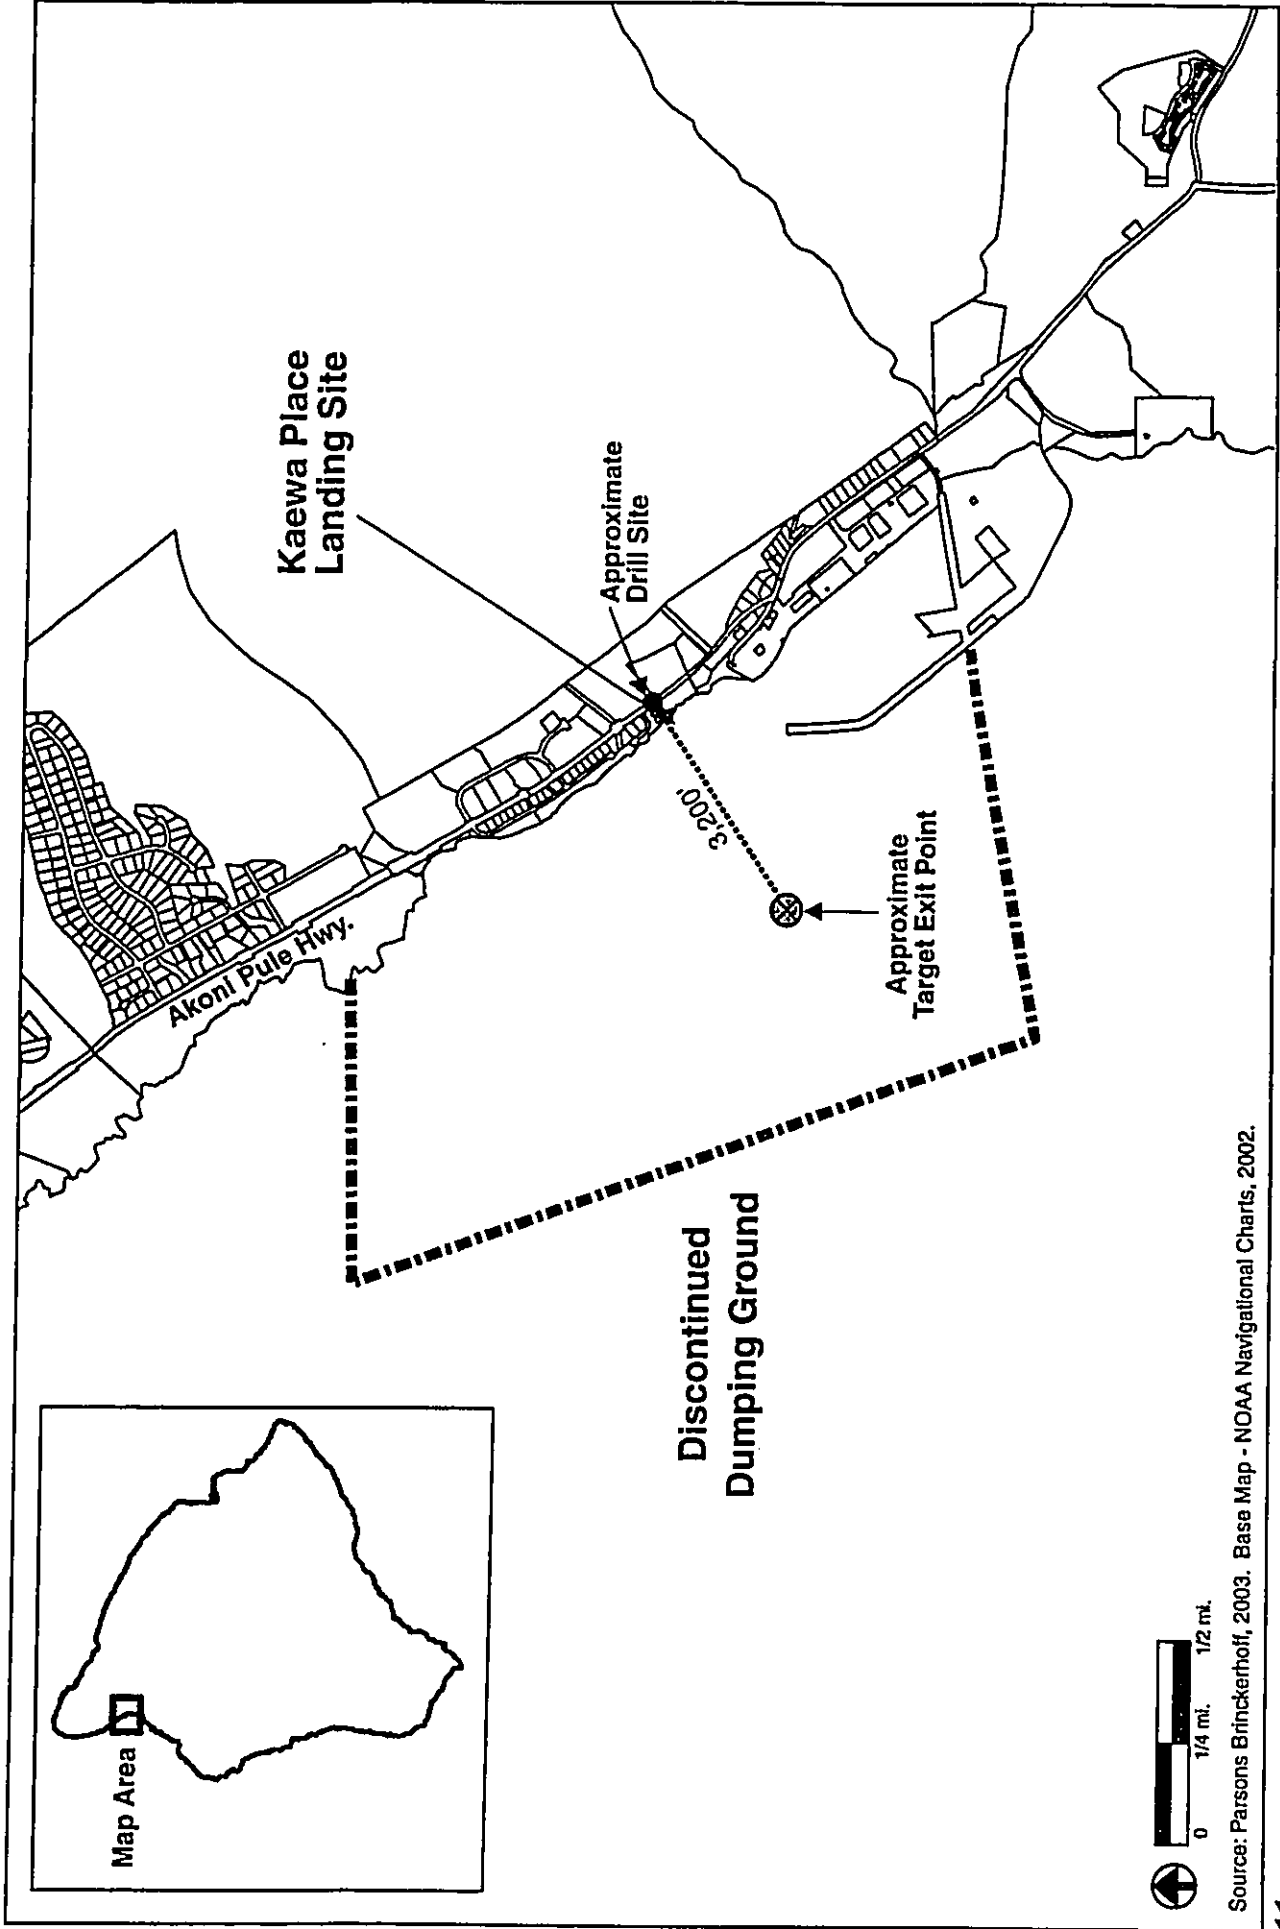 Map Area
Kaewa Place
Landing Site
Approximate
Drill Site
Akoni Pule Hwy.
3,200'
Approximate
Target Exit Point
Discontinued
Dumping Ground
0
1/4 mi.
1/2 mi.
Source: Parsons Brinckerhoff, 2003. Base Map - NOAA Navigational Charts, 2002.